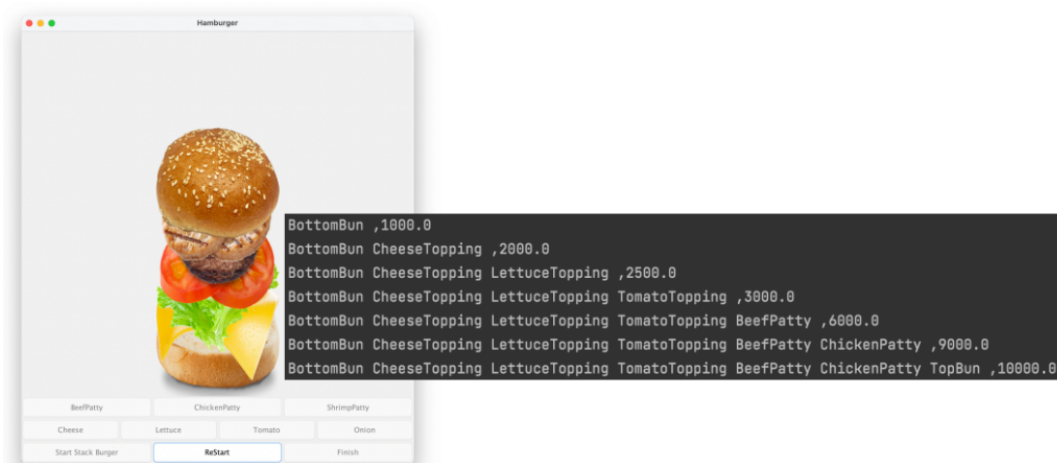 Hamburger
BottomBun ,1000.0
BottomBun CheeseTopping ,2000.0
BottomBun CheeseTopping LettuceTopping ,2500.0
BottomBun CheeseTopping LettuceTopping TomatoTopping ,3000.0
BottomBun CheeseTopping LettuceTopping TomatoTopping BeefPatty ,6000.0
BottomBun CheeseTopping LettuceTopping TomatoTopping BeefPatty ChickenPatty ,9000.0
BottomBun CheeseTopping LettuceTopping TomatoTopping BeefPatty ChickenPatty TopBun ,10000.0
BeefPatty ChickenPatty ShrimpPatty
Cheese Lettuce Tomato Onion
Start Stack Burger ReStart Finish